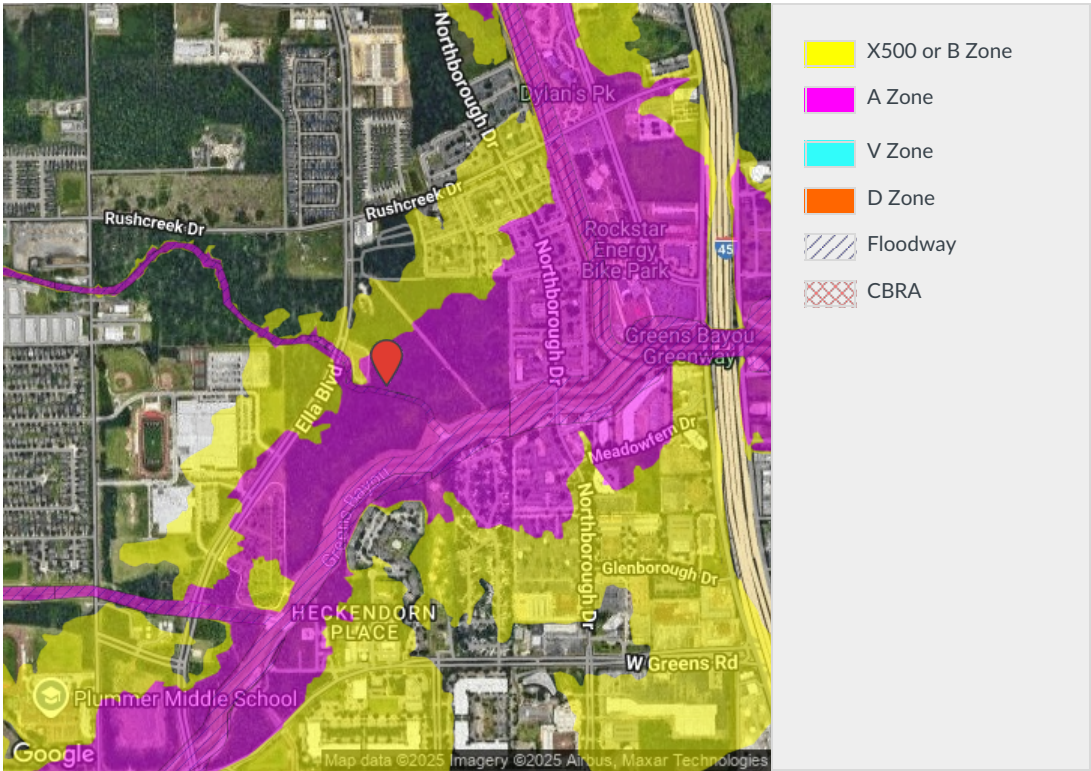 Northborough Dr
Dylan's Pk
Rushcreek Dr
Rushcreek Dr
Rockstar
Energy
Bike Park
Northborough Dr
45
Greens Bayou
Greenway
Ella Blvd
Meadowfern Dr
Greens Bayou
Northborough Dr
Glenborough Dr
HECKENDORN
PLACE
W Greens Rd
Plummer Middle School
Google
Map data ©2025 Imagery ©2025 Airbus, Maxar Technologies
X500 or B Zone
A Zone
V Zone
D Zone
Floodway
CBRA